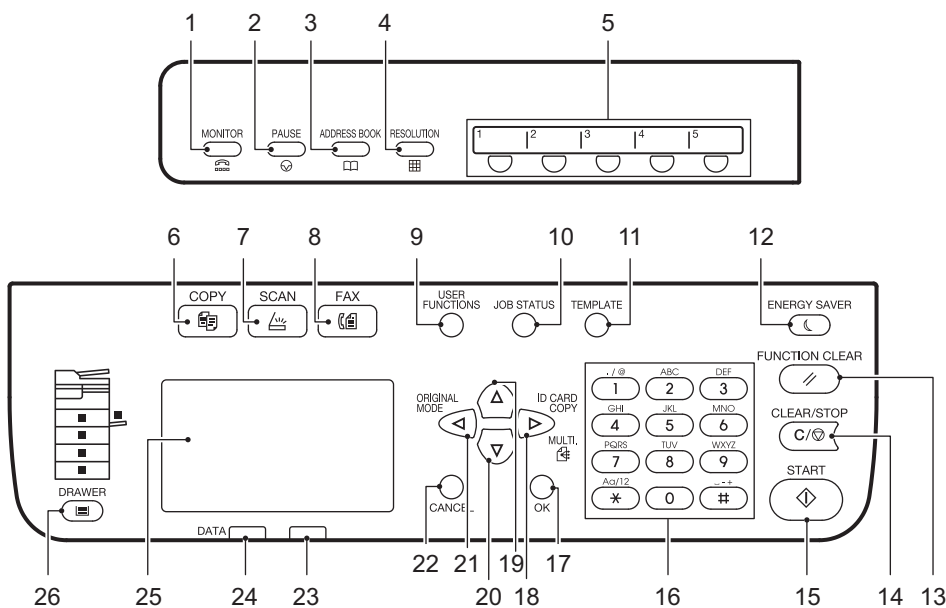 1 2 3 4 5
MONITOR PAUSE ADDRESS BOOK RESOLUTION
1 2 3 4 5
6 7 8 9 10 11 12
COPY SCAN FAX
USER
FUNCTIONS
JOB STATUS TEMPLATE
ENERGY SAVER
FUNCTION CLEAR
ORIGINAL
MODE
ID CARD
COPY
MULTI.
. / @ ABC DEF
1 2 3
GHI JKL MNO
4 5 6
PQRS TUV WXYZ
7 8 9
Aa/12 - +
* 0 #
CLEAR/STOP
C/
START
DRAWER
CANCEL
OK
DATA
26 25 24 23 22 21 20 19 18 17 16 15 14 13